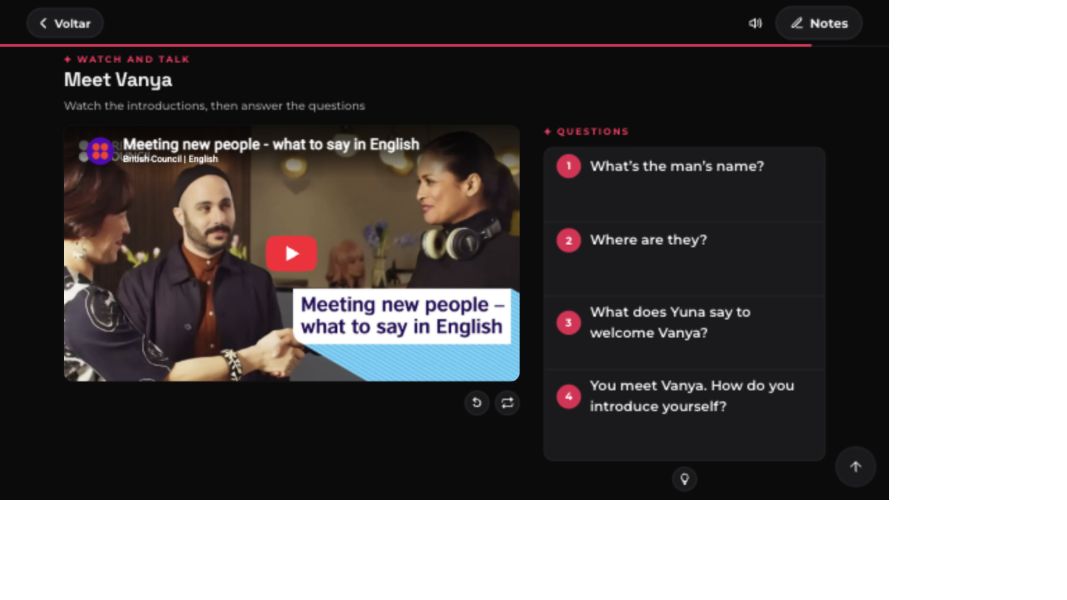 Voltar
Notes
WATCH AND TALK
Meet Vanya
Watch the introductions, then answer the questions
Meeting new people - what to say in English
British Council | English
Meeting new people –
what to say in English
QUESTIONS
1 What's the man's name?
2 Where are they?
3 What does Yuna say to
welcome Vanya?
4 You meet Vanya. How do you
introduce yourself?